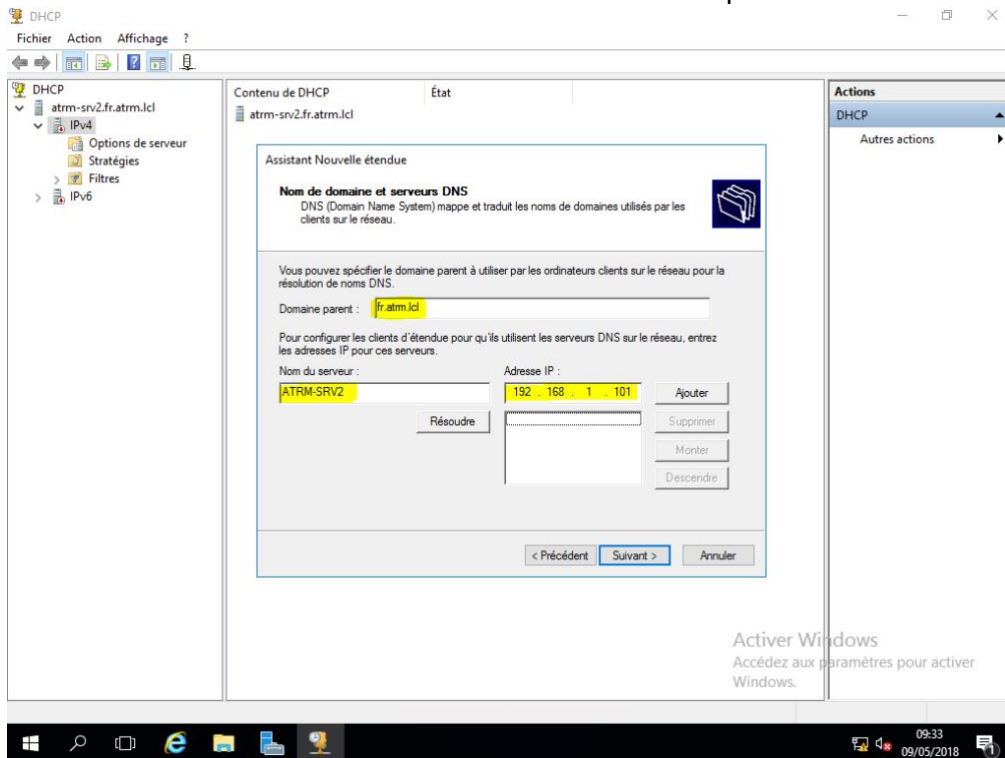 DHCP
Fichier Action Affichage ?
DHCP
atrm-srv2.fr.atrm.lcl
IPv4
Options de serveur
Stratégies
Filtres
IPv6
Contenu de DHCP État
atrm-srv2.fr.atrm.lcl
Assistant Nouvelle étendue
Nom de domaine et serveurs DNS
DNS (Domain Name System) mappe et traduit les noms de domaines utilisés par les
clients sur le réseau.
Vous pouvez spécifier le domaine parent à utiliser par les ordinateurs clients sur le réseau pour la
résolution de noms DNS.
Domaine parent : fr.atrm.lcl
Pour configurer les clients d'étendue pour qu'ils utilisent les serveurs DNS sur le réseau, entrez
les adresses IP pour ces serveurs.
Nom du serveur : Adresse IP :
ATRM-SRV2 192 . 168 . 1 . 101 Ajouter
Résoudre Supprimer
Monter
Descendre
< Précédent Suivant > Annuler
Actions
DHCP
Autres actions
Activer Windows
Accédez aux paramètres pour activer
Windows.
09:33
09/05/2018
1